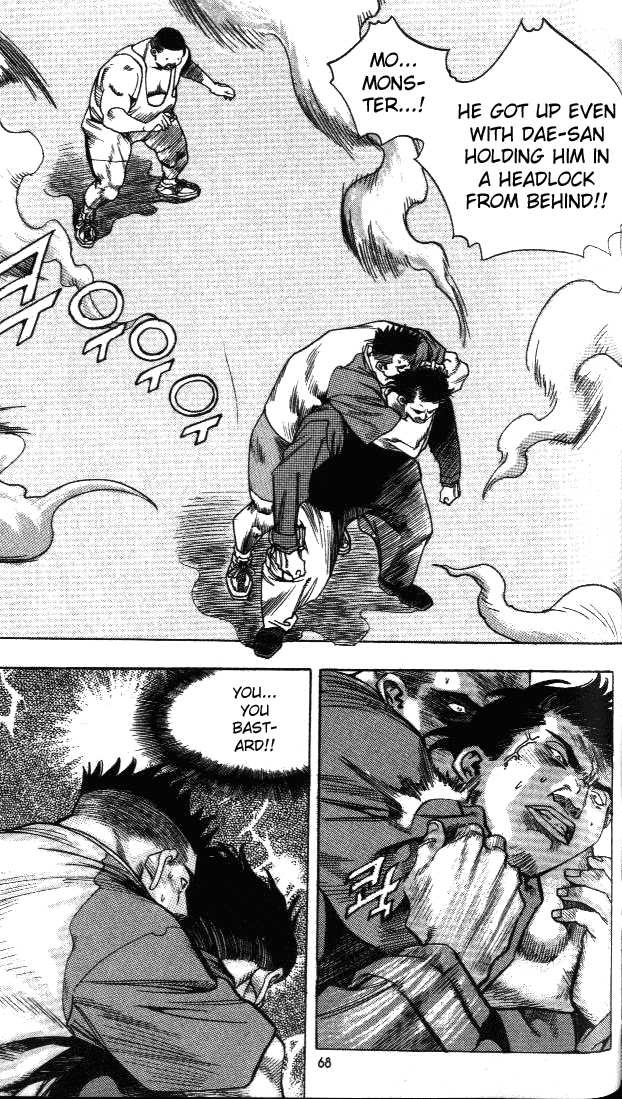 MO...
MONS-
TER...!
HE GOT UP EVEN
WITH DAE-SAN
HOLDING HIM IN
A HEADLOCK
FROM BEHIND!!
YOU...
YOU
BAST-
ARD!!
68